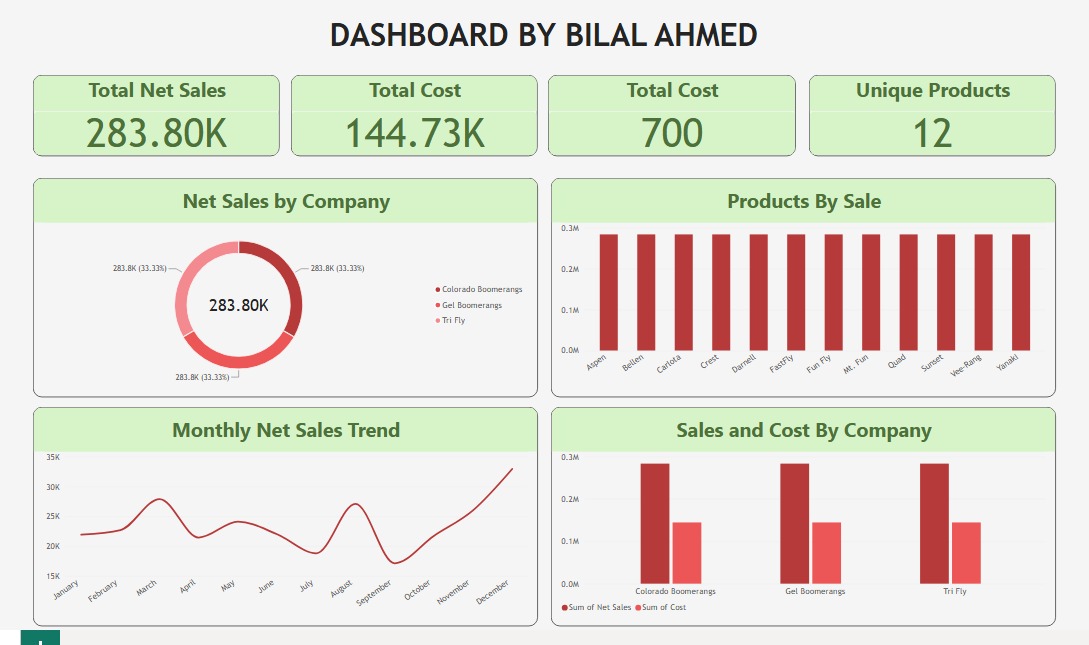 DASHBOARD BY BILAL AHMED
Total Net Sales
283.80K
Total Cost
144.73K
Total Cost
700
Unique Products
12
Net Sales by Company
283.8K (33.33%)
283.8K (33.33%)
283.80K
283.8K (33.33%)
Colorado Boomerangs
Gel Boomerangs
Tri Fly
Products By Sale
0.3M
0.2M
0.1M
0.0M
Aspen
Bellen
Carlota
Crest
Darnell
FastFly
Fun Fly
Mt. Fun
Quad
Sunset
Vee-Rang
Yanaki
Monthly Net Sales Trend
35K
30K
25K
20K
15K
January
February
March
April
May
June
July
August
September
October
November
December
Sales and Cost By Company
0.3M
0.2M
0.1M
0.0M
Colorado Boomerangs
Gel Boomerangs
Tri Fly
Sum of Net Sales Sum of Cost